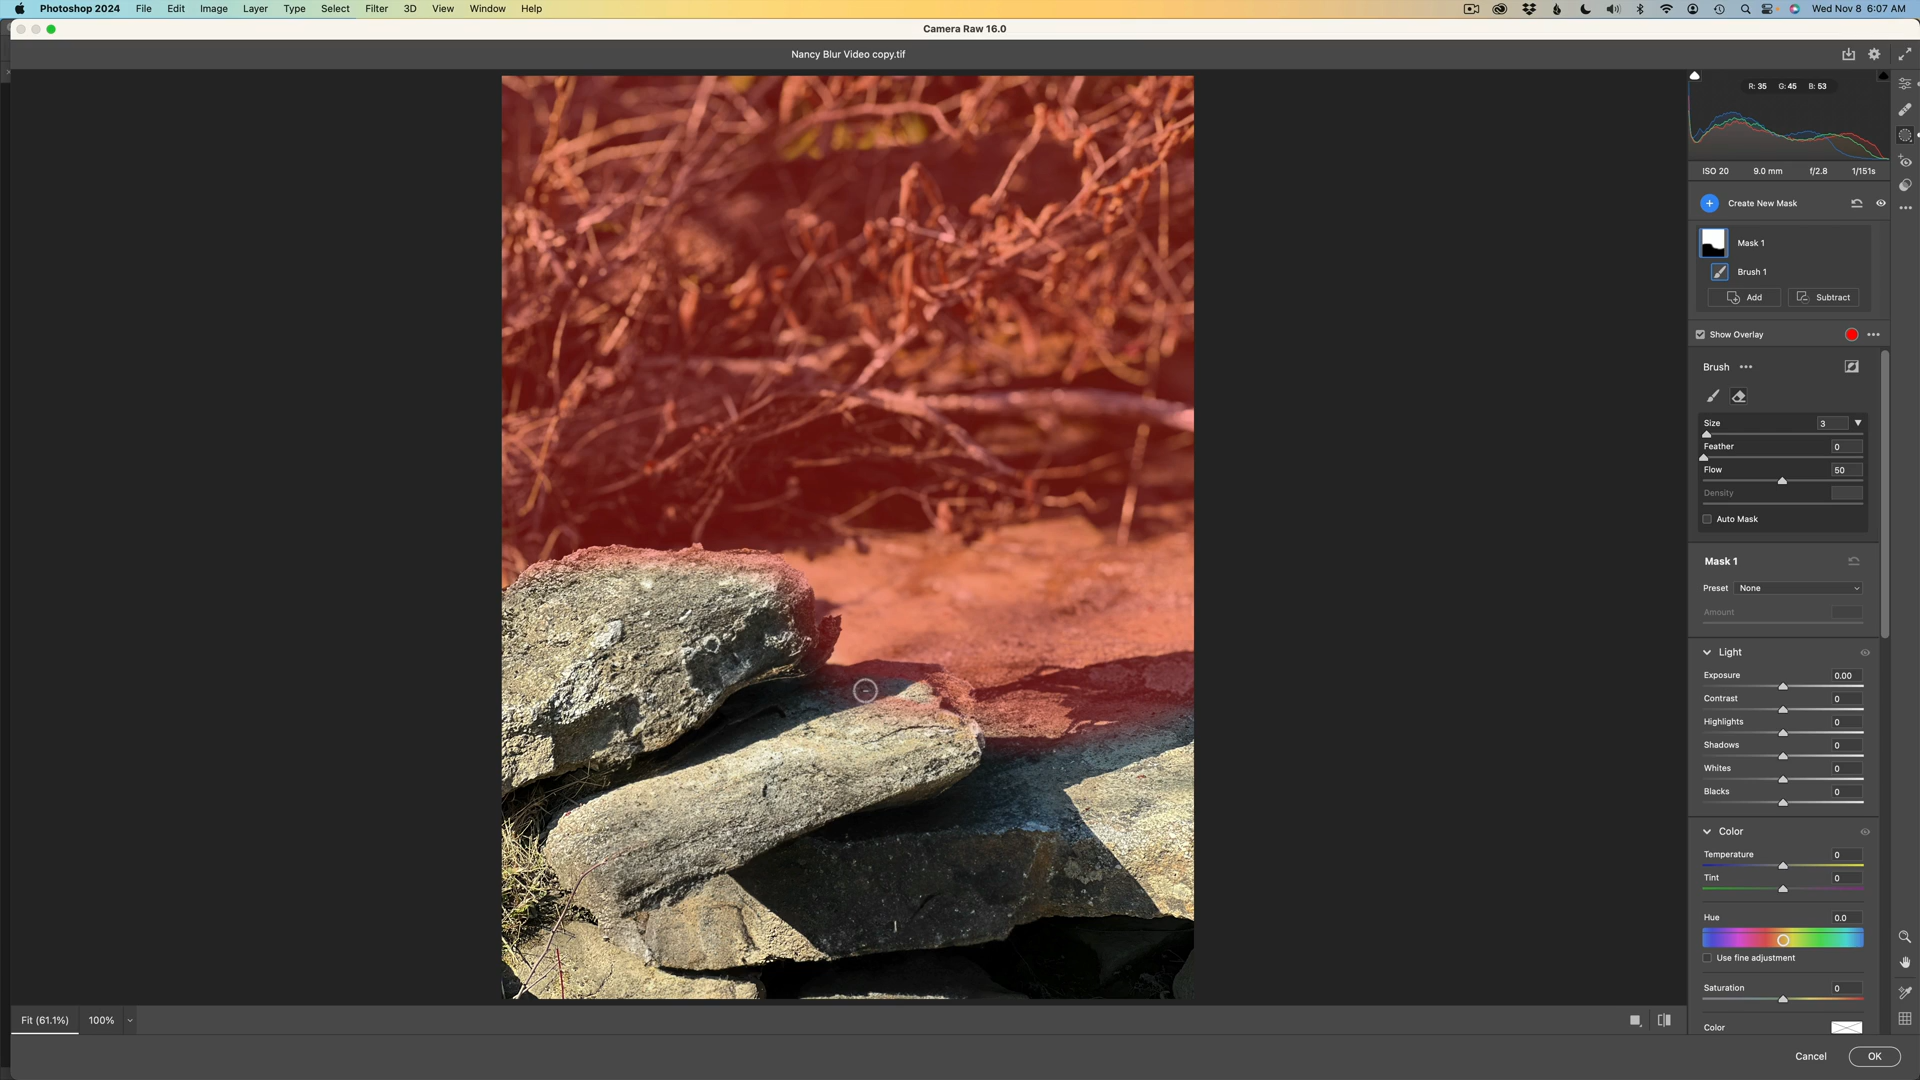 Photoshop 2024 File Edit Image Layer Type Select Filter 3D View Window Help Wed Nov 8 6:07 AM
Camera Raw 16.0
Nancy Blur Video copy.tif
R: 35 G: 45 B: 53
ISO 20 9.0 mm f/2.8 1/151s
Create New Mask
Mask 1
Brush 1
Add Subtract
Show Overlay
Brush
Size 3
Feather 0
Flow 50
Density
Auto Mask
Mask 1
Preset None
Amount
Light
Exposure 0.00
Contrast 0
Highlights 0
Shadows 0
Whites 0
Blacks 0
Color
Temperature 0
Tint 0
Hue 0.0
Use fine adjustment
Saturation 0
Color
Fit (61.1%) 100%
Cancel OK